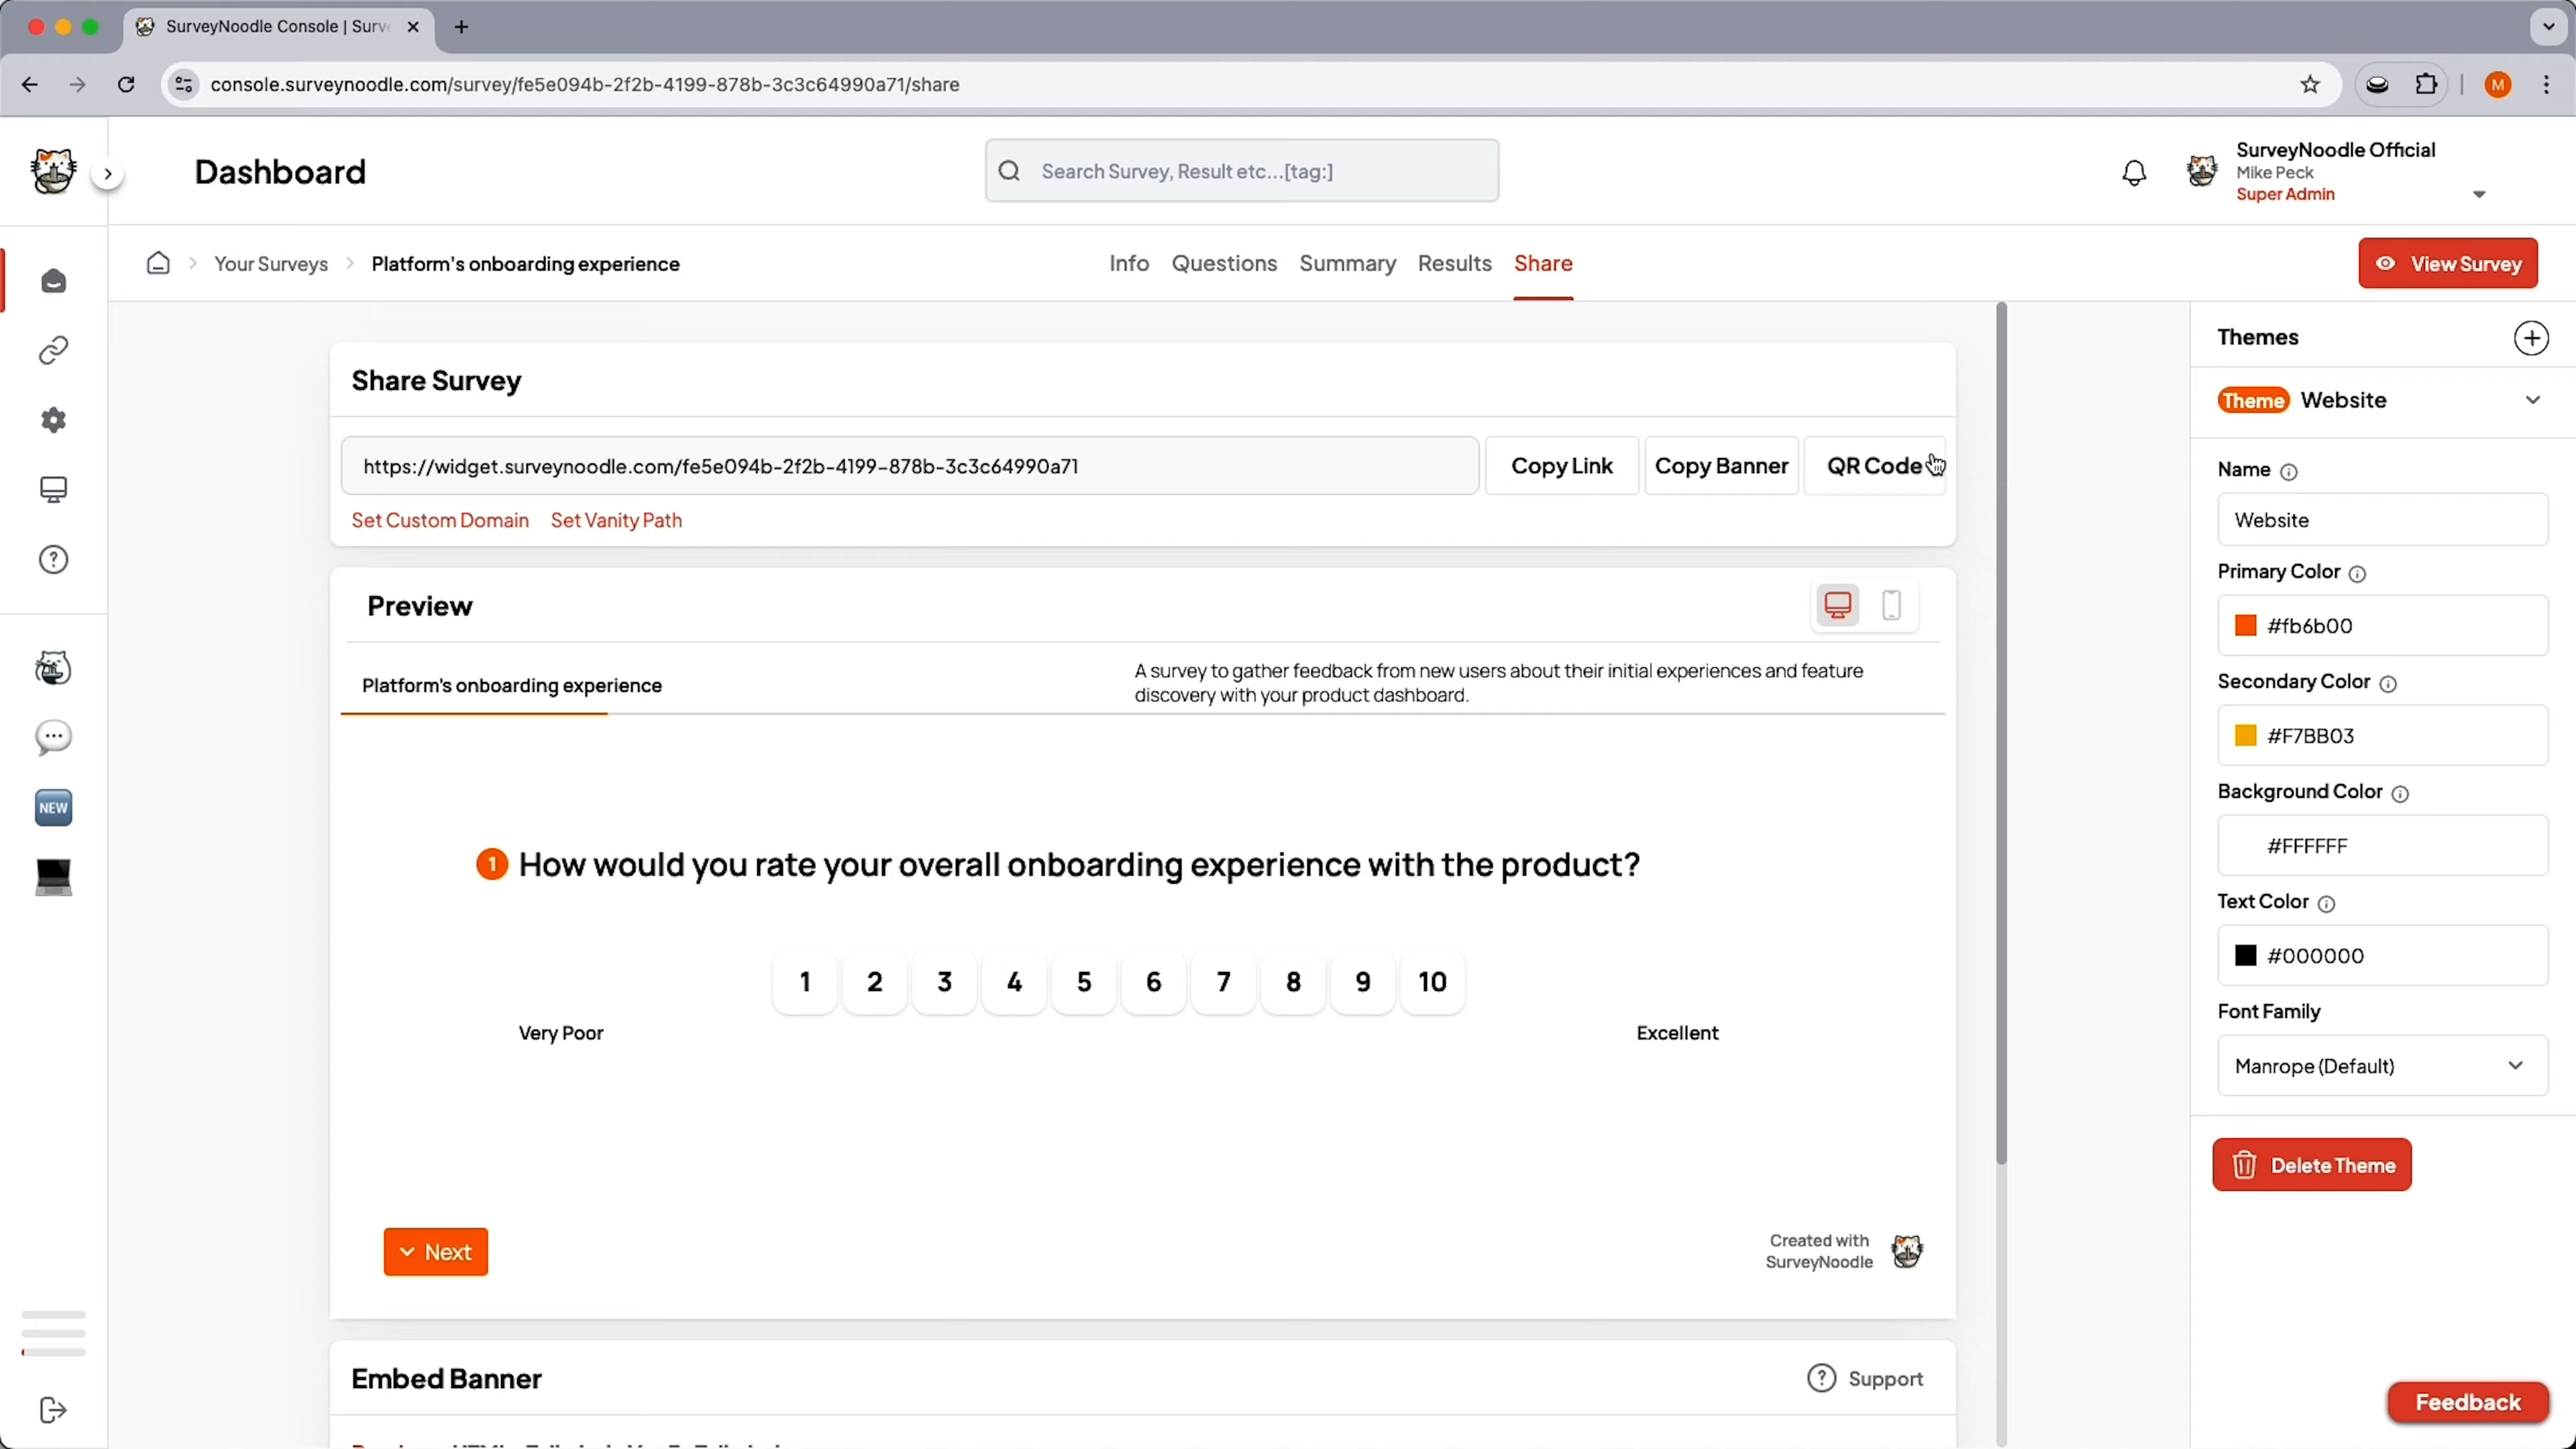 SurveyNoodle Console | Surv
console.surveynoodle.com/survey/fe5e094b-2f2b-4199-878b-3c3c64990a71/share
M
Dashboard
Search Survey, Result etc...[tag:]
SurveyNoodle Official
Mike Peck
Super Admin
Your Surveys
Platform's onboarding experience
Info
Questions
Summary
Results
Share
View Survey
Share Survey
https://widget.surveynoodle.com/fe5e094b-2f2b-4199-878b-3c3c64990a71
Copy Link
Copy Banner
QR Code
Set Custom Domain
Set Vanity Path
Preview
Platform's onboarding experience
A survey to gather feedback from new users about their initial experiences and feature
discovery with your product dashboard.
1 How would you rate your overall onboarding experience with the product?
1 2 3 4 5 6 7 8 9 10
Very Poor
Excellent
Next
Created with
SurveyNoodle
Embed Banner
Support
NEW
Themes
Theme Website
Name
Website
Primary Color
#fb6b00
Secondary Color
#F7BB03
Background Color
#FFFFFF
Text Color
#000000
Font Family
Manrope (Default)
Delete Theme
Feedback